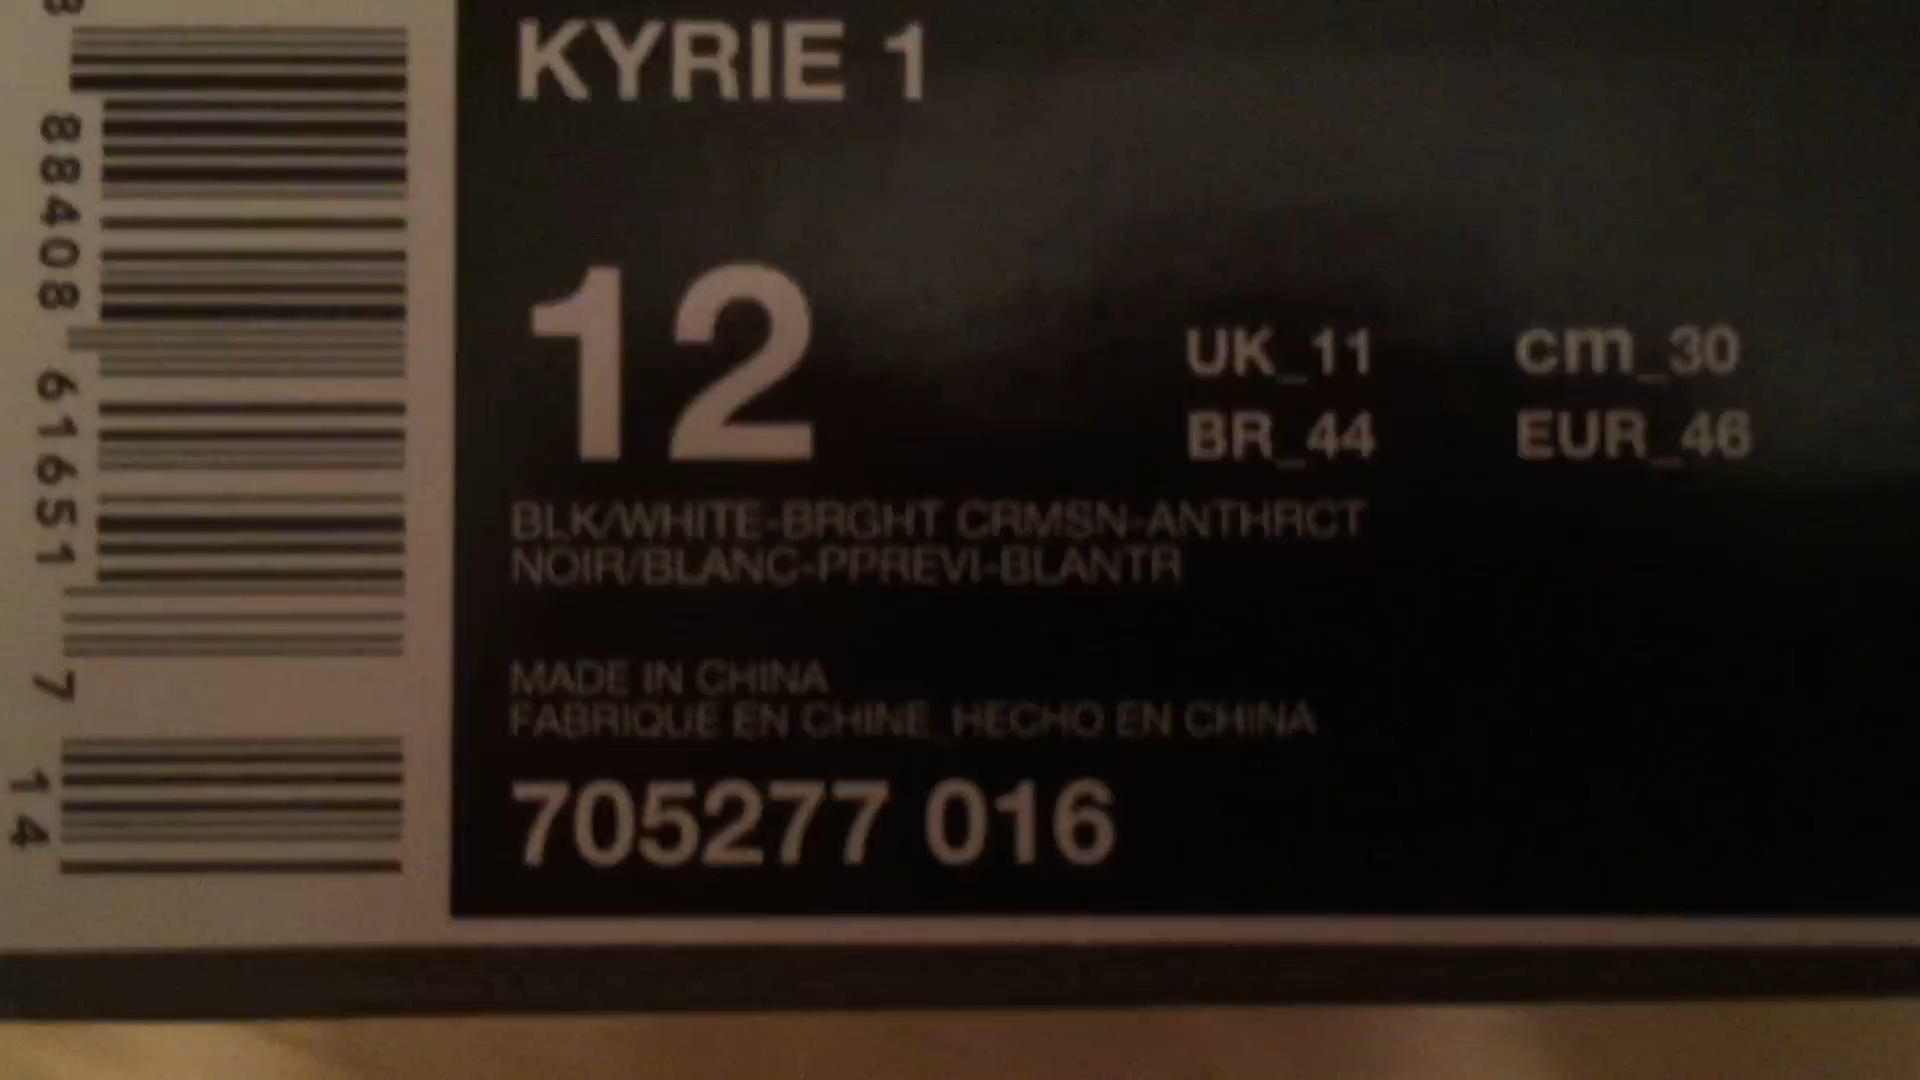 KYRIE 1
12
UK_11 cm_30
BR_44 EUR_46
BLK/WHITE-BRGHT CRMSN-ANTHRCT
NOIR/BLANC-PPREVI-BLANTR
MADE IN CHINA
FABRIQUE EN CHINE_HECHO EN CHINA
705277 016
88408 61651 7
14